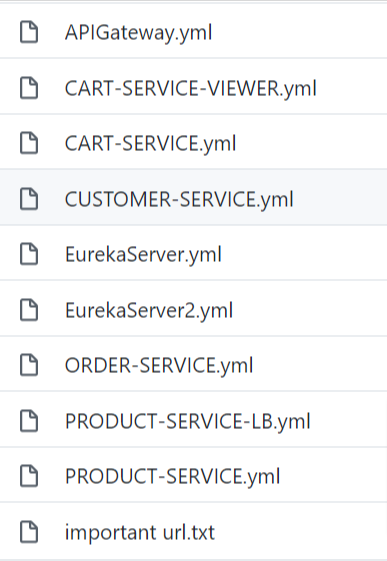 APIGateway.yml
CART-SERVICE-VIEWER.yml
CART-SERVICE.yml
CUSTOMER-SERVICE.yml
EurekaServer.yml
EurekaServer2.yml
ORDER-SERVICE.yml
PRODUCT-SERVICE-LB.yml
PRODUCT-SERVICE.yml
important url.txt